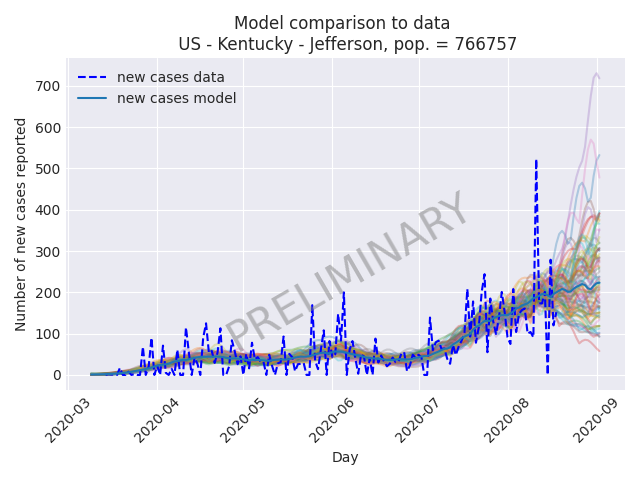 Model comparison to data
US - Kentucky - Jefferson, pop. = 766757
new cases data
new cases model
PRELIMINARY
Number of new cases reported
700
600
500
400
300
200
100
0
2020-03
2020-04
2020-05
2020-06
2020-07
2020-08
2020-09
Day